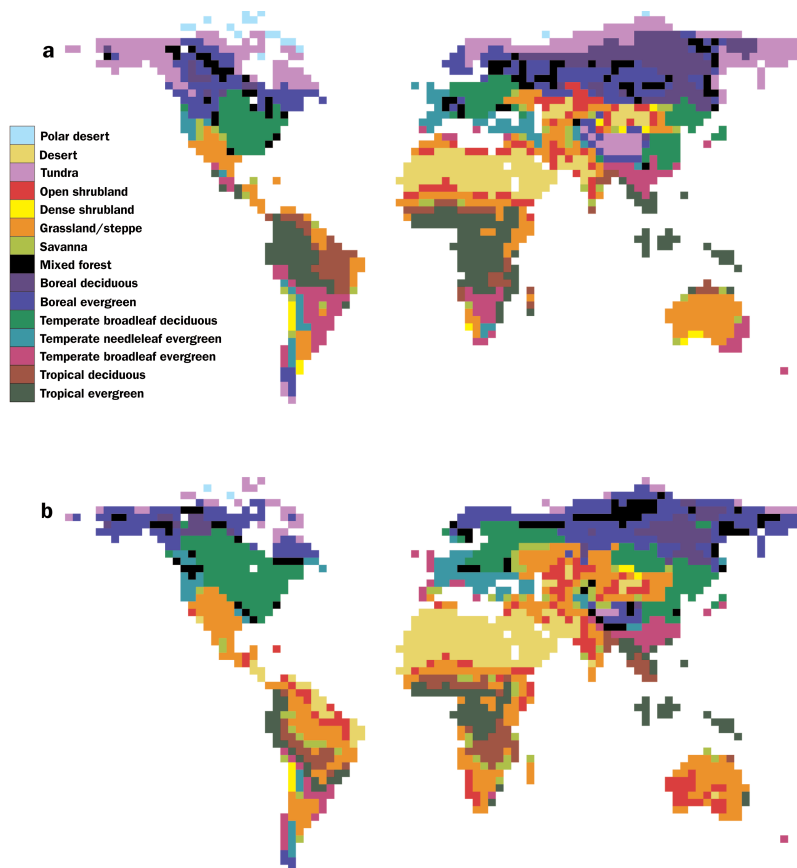 a
Polar desert
Desert
Tundra
Open shrubland
Dense shrubland
Grassland/steppe
Savanna
Mixed forest
Boreal deciduous
Boreal evergreen
Temperate broadleaf deciduous
Temperate needleleaf evergreen
Temperate broadleaf evergreen
Tropical deciduous
Tropical evergreen
b